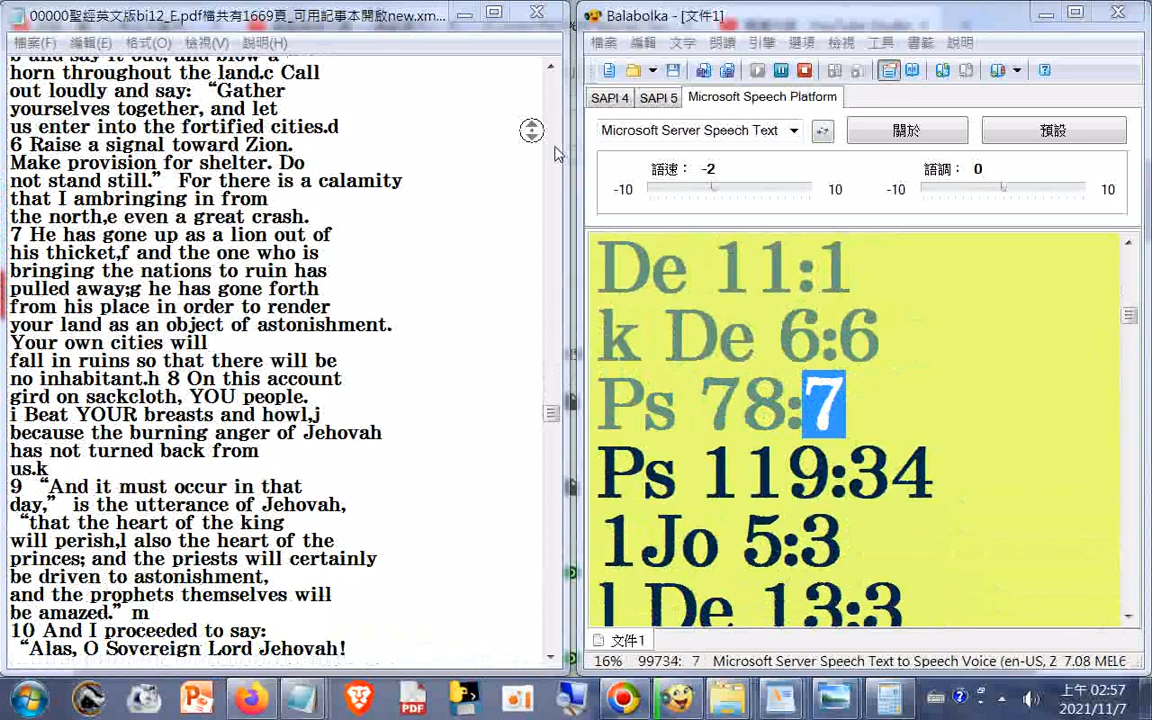 00000聖經英文版bi12_E.pdf檔共有1669頁_可用記事本開啟new.xm...
檔案(F) 編輯(E) 格式(O) 檢視(V) 說明(H)
b and say it out, and blow a
horn throughout the land.c Call
out loudly and say: “Gather
yourselves together, and let
us enter into the fortified cities.d
6 Raise a signal toward Zion.
Make provision for shelter. Do
not stand still.” For there is a calamity
that I ambringing in from
the north,e even a great crash.
7 He has gone up as a lion out of
his thicket,f and the one who is
bringing the nations to ruin has
pulled away;g he has gone forth
from his place in order to render
your land as an object of astonishment.
Your own cities will
fall in ruins so that there will be
no inhabitant.h 8 On this account
gird on sackcloth, YOU people.
i Beat YOUR breasts and howl,j
because the burning anger of Jehovah
has not turned back from
us.k
9 “And it must occur in that
day,” is the utterance of Jehovah,
“that the heart of the king
will perish,l also the heart of the
princes; and the priests will certainly
be driven to astonishment,
and the prophets themselves will
be amazed.” m
10 And I proceeded to say:
“Alas, O Sovereign Lord Jehovah!
Balabolka - [文件1]
檔案 編輯 文字 朗讀 引擎 選項 檢視 工具 書籤 說明
SAPI 4 SAPI 5 Microsoft Speech Platform
Microsoft Server Speech Text 關於 預設
語速： -2 語調： 0
-10 10 -10 10
De 11:1
k De 6:6
Ps 78:7
Ps 119:34
1Jo 5:3
l De 13:3
文件1
16% 99734: 7 Microsoft Server Speech Text to Speech Voice (en-US, Z 7.08 МЕL6
PDF
上午 02:57
2021/11/7